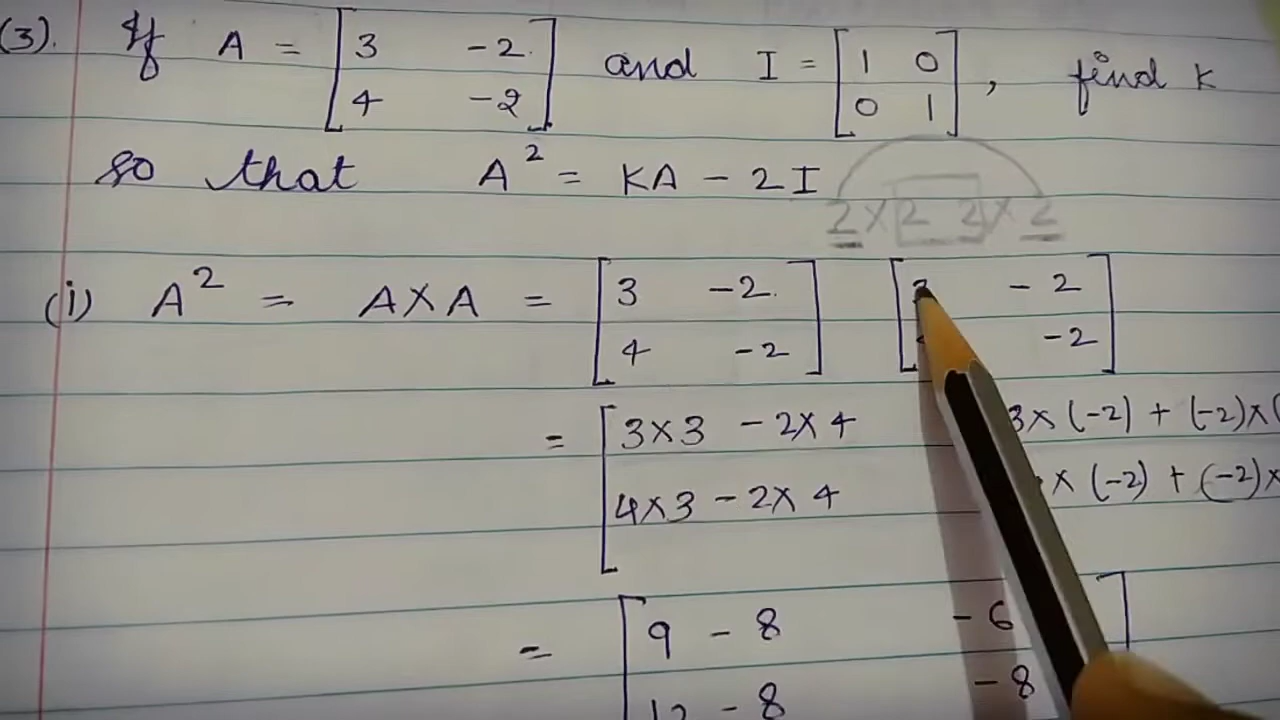 (3). If A = [ 3 -2 and I = [ 1 0 , find K
4 -2 ] 0 1 ]
so that A² = KA - 2I
2×2 2×2
(i) A² = A×A = [ 3 -2 [ 3 -2
4 -2 ] -2 ]
= [ 3×3 - 2×4 3×(-2) + (-2)×(
4×3 - 2×4 ×(-2) + (-2)×
= [ 9 - 8 - 6 ]
12 - 8 - 8